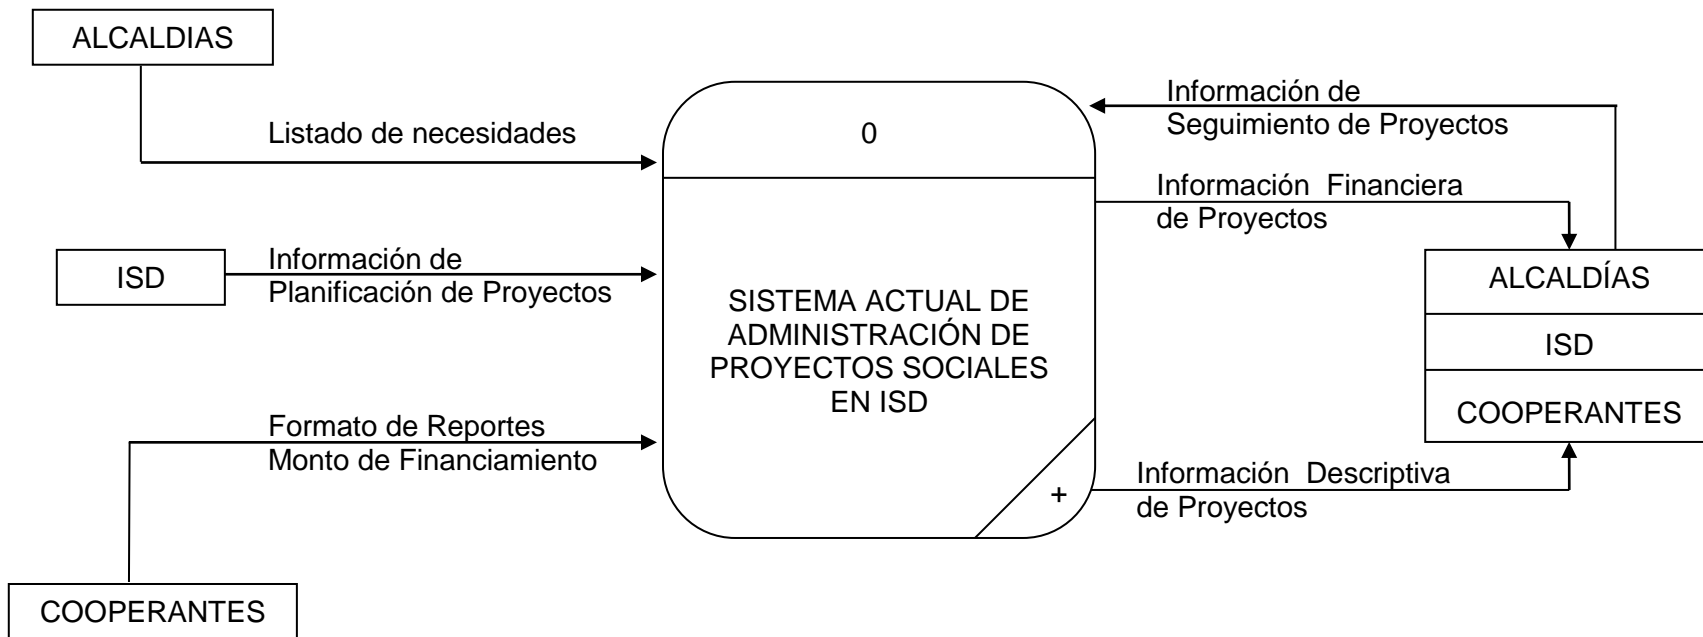 ALCALDIAS
Listado de necesidades
ISD
Información de
Planificación de Proyectos
Formato de Reportes
Monto de Financiamiento
COOPERANTES
0
SISTEMA ACTUAL DE
ADMINISTRACIÓN DE
PROYECTOS SOCIALES
EN ISD
+
Información de
Seguimiento de Proyectos
Información Financiera
de Proyectos
ALCALDÍAS
ISD
COOPERANTES
Información Descriptiva
de Proyectos